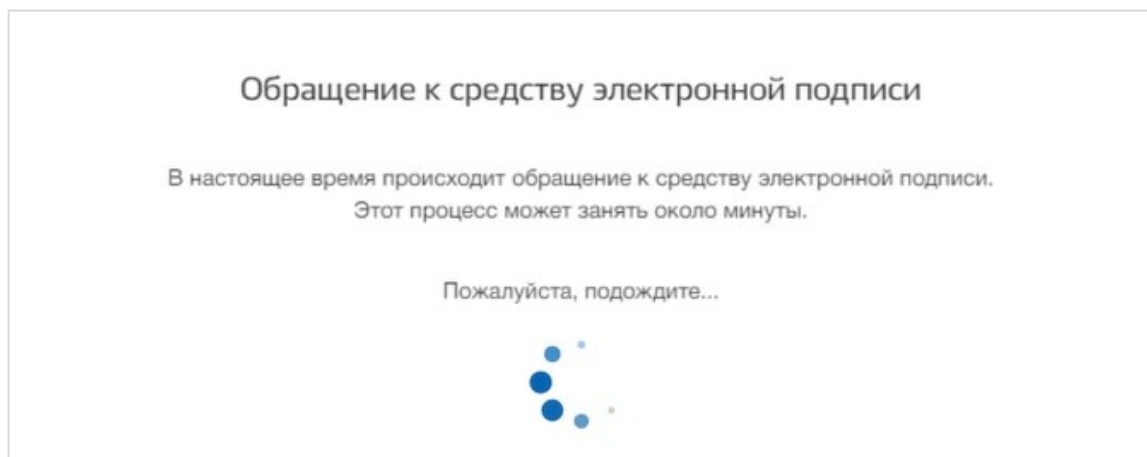 Обращение к средству электронной подписи
В настоящее время происходит обращение к средству электронной подписи.
Этот процесс может занять около минуты.
Пожалуйста, подождите...